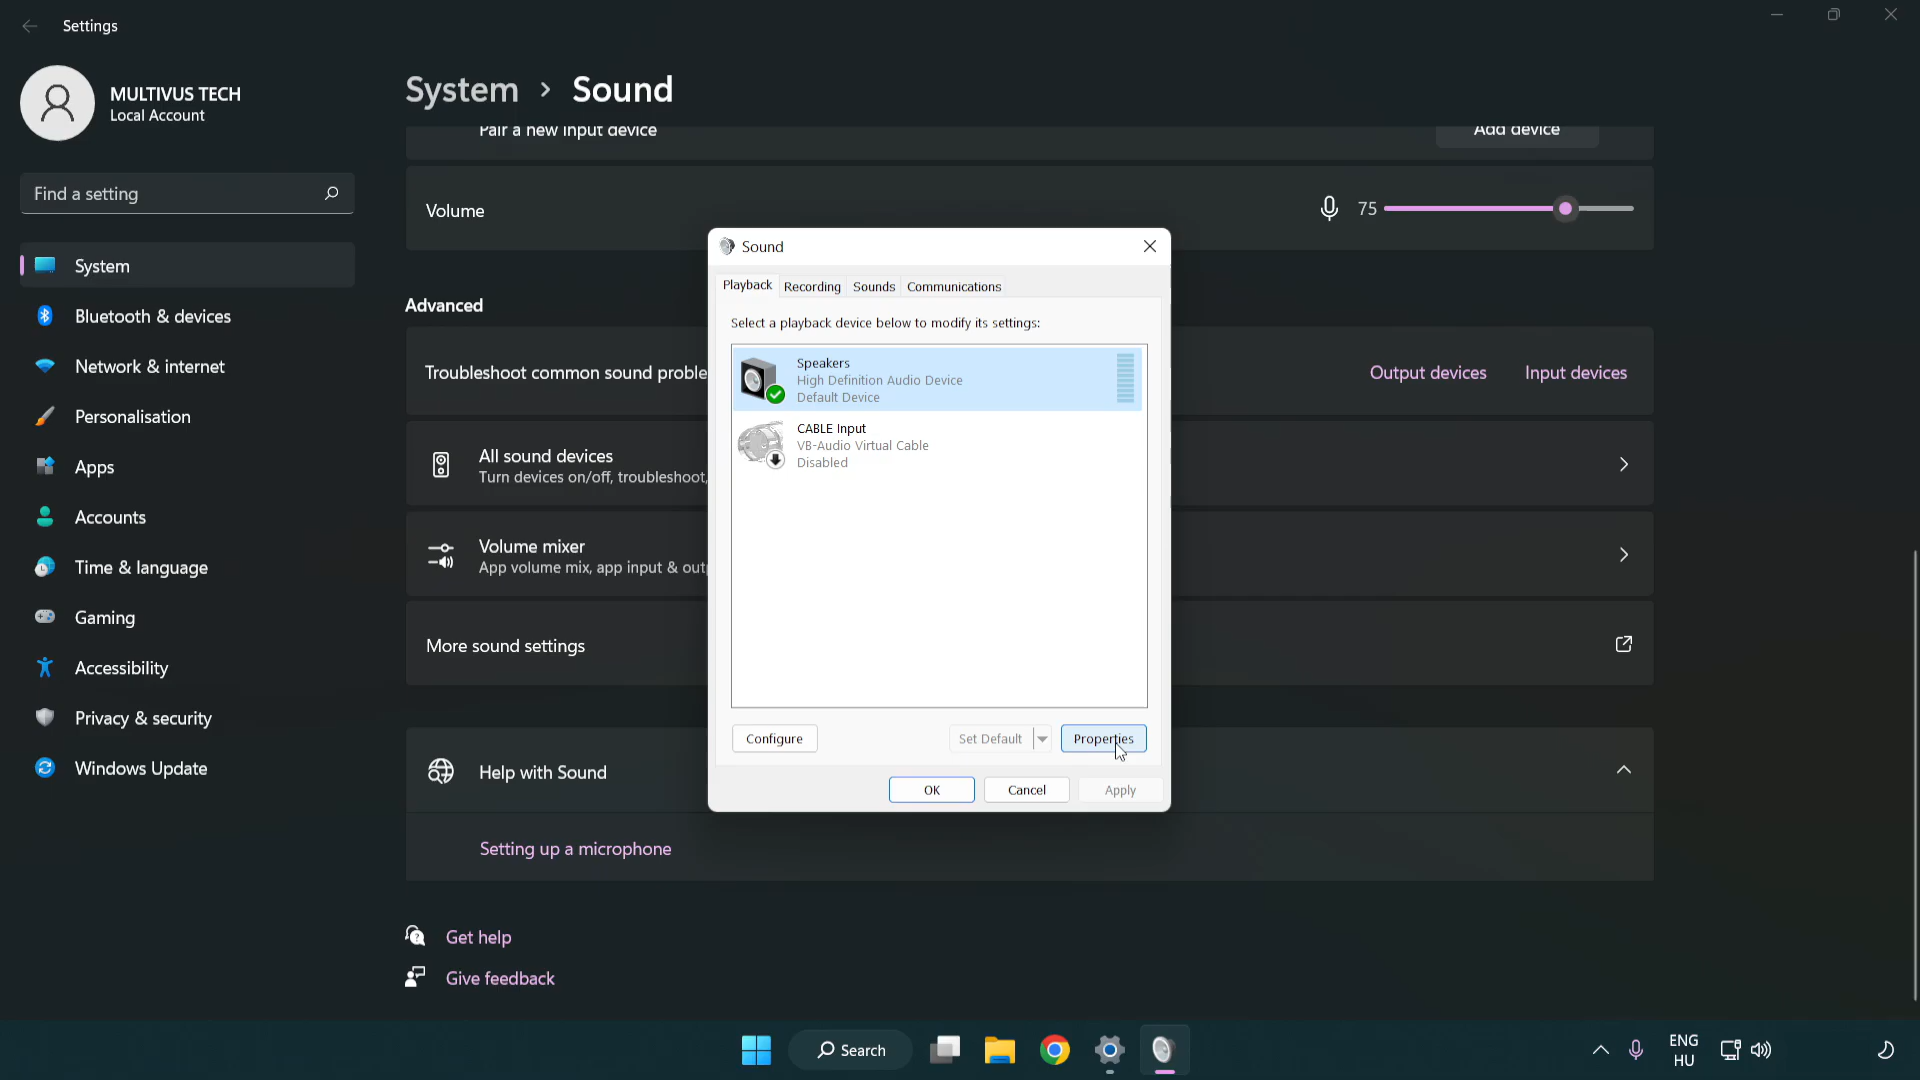 Settings
MULTIVUS TECH
Local Account
Find a setting
System
Bluetooth & devices
Network & internet
Personalisation
Apps
Accounts
Time & language
Gaming
Accessibility
Privacy & security
Windows Update
System › Sound
Pair a new input device
Add device
Volume
75
Advanced
Troubleshoot common sound proble
Output devices
Input devices
All sound devices
Turn devices on/off, troubleshoot,
Volume mixer
App volume mix, app input & outp
More sound settings
Help with Sound
Setting up a microphone
Get help
Give feedback
Sound
Playback Recording Sounds Communications
Select a playback device below to modify its settings:
Speakers
High Definition Audio Device
Default Device
CABLE Input
VB-Audio Virtual Cable
Disabled
Configure
Set Default
Properties
OK
Cancel
Apply
Search
ENG
HU